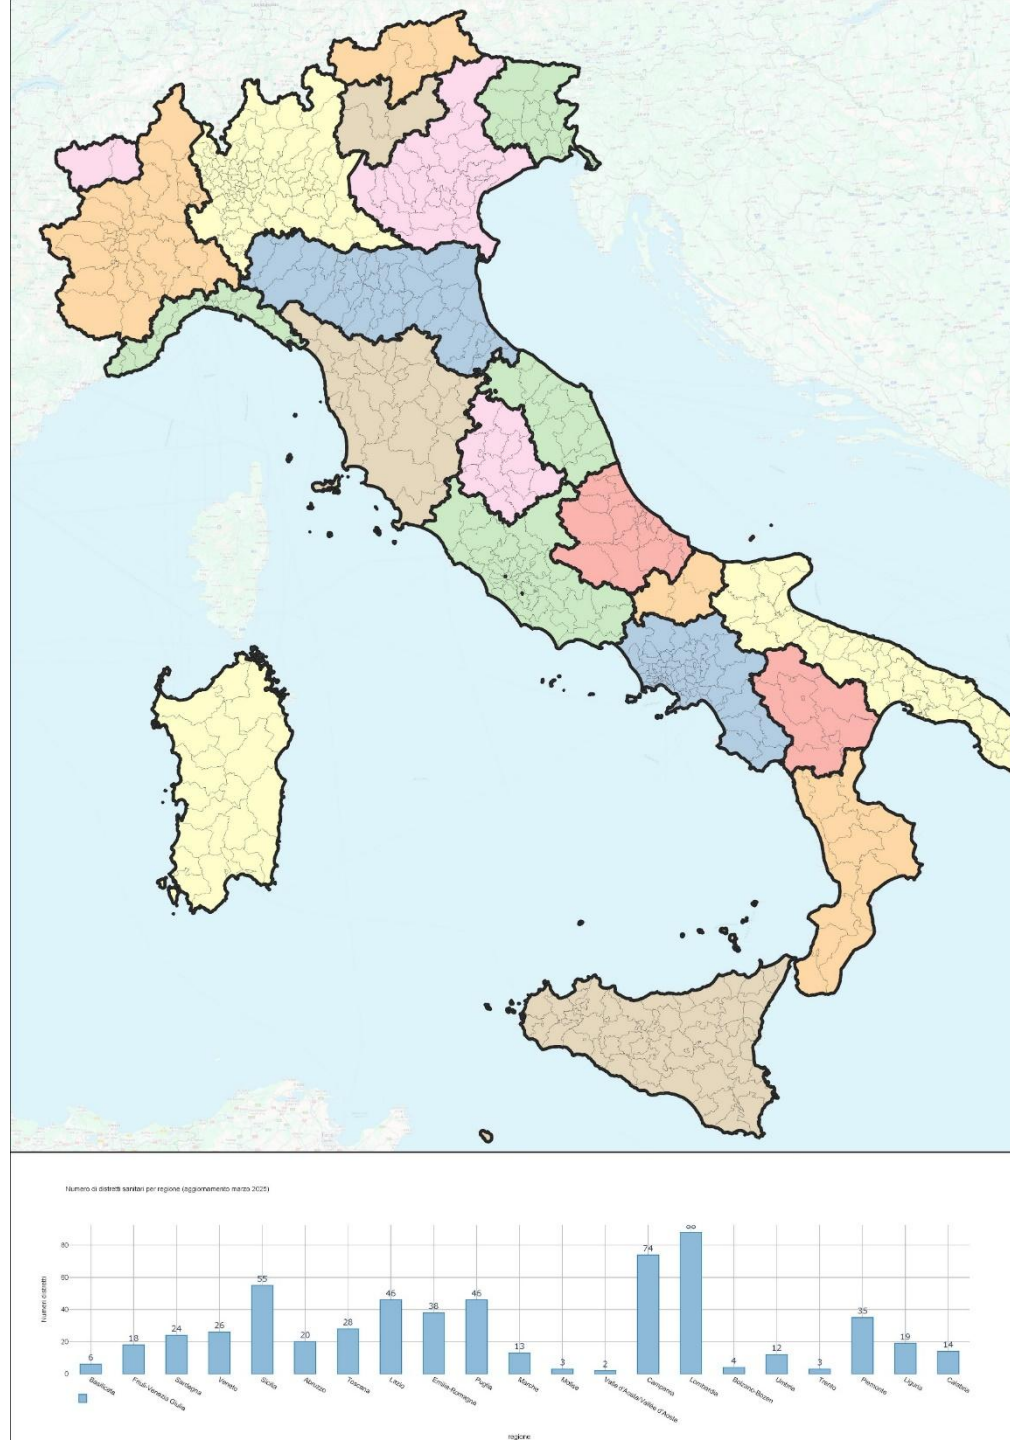 Numero di distretti sanitari per regione (aggiornamento marzo 2025)
Numeri distretti
80
60
40
20
0
6
18
24
26
55
20
28
46
38
46
13
3
2
74
88
4
12
3
35
19
14
Basilicata
Friuli-Venezia Giulia
Sardegna
Veneto
Sicilia
Abruzzo
Toscana
Lazio
Emilia-Romagna
Puglia
Marche
Molise
Valle d'Aosta/Vallée d'Aoste
Campania
Lombardia
Bolzano-Bozen
Umbria
Trento
Piemonte
Liguria
Calabria
regione